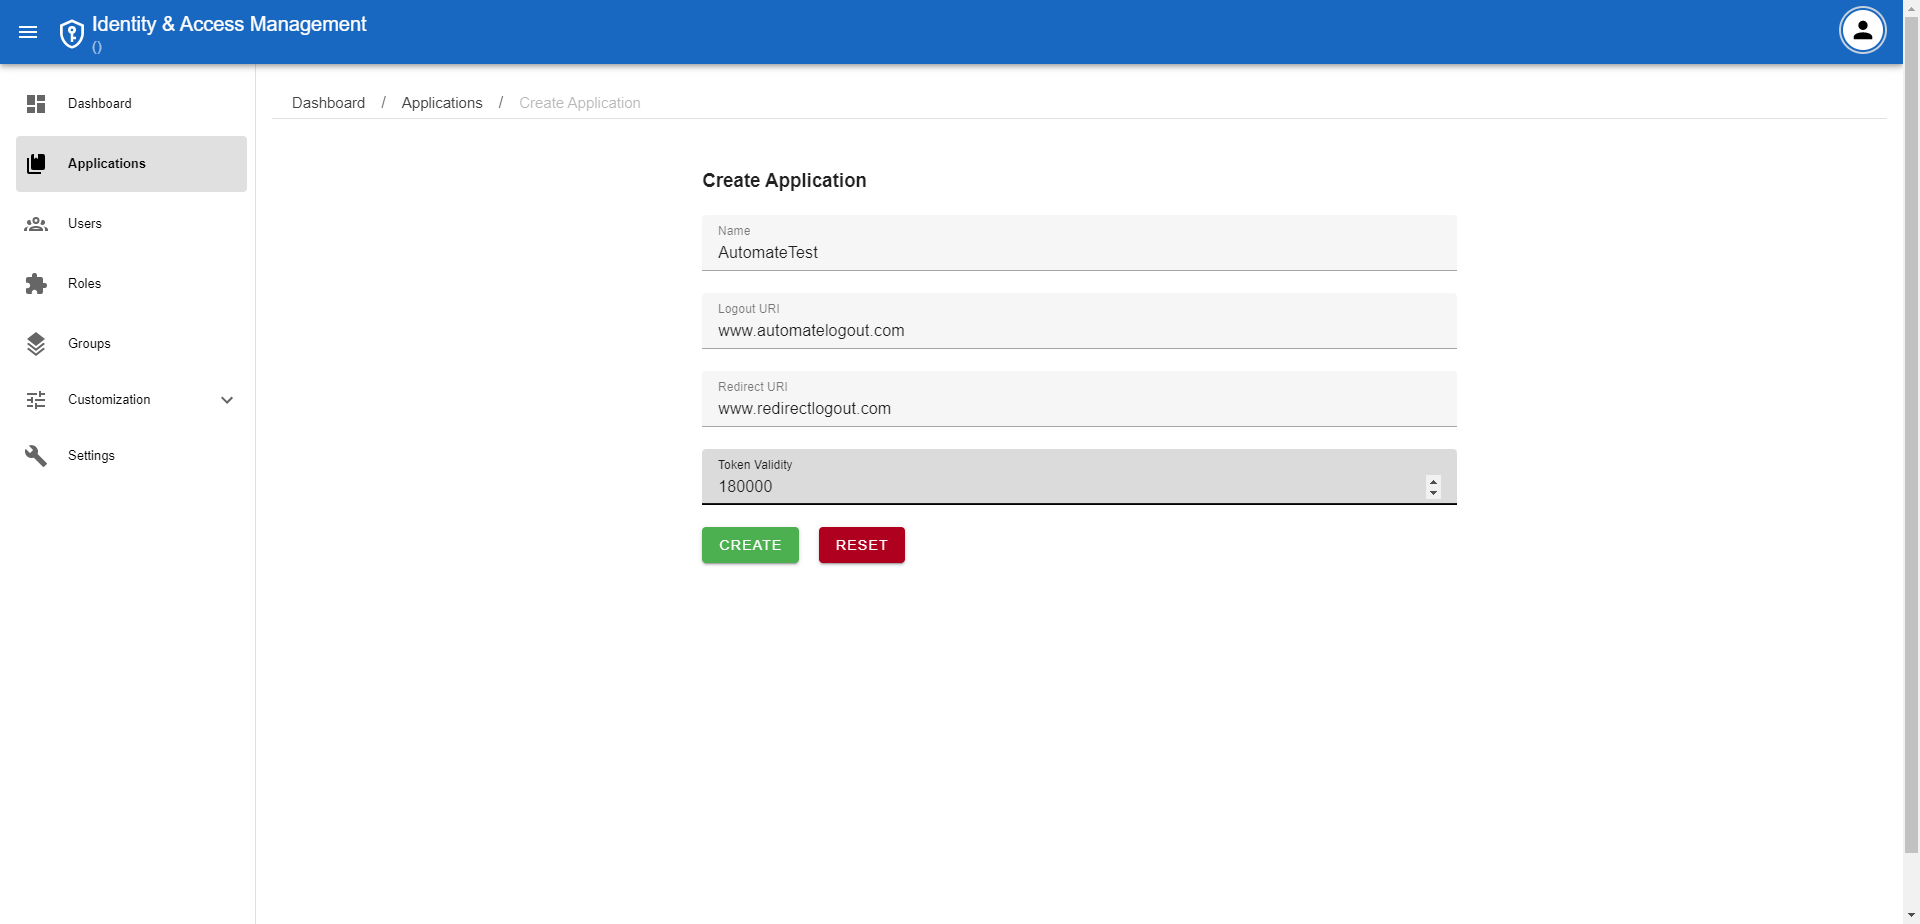 Identity & Access Management
()
Dashboard
Applications
Users
Roles
Groups
Customization
Settings
Dashboard / Applications / Create Application
Create Application
Name
AutomateTest
Logout URI
www.automatelogout.com
Redirect URI
www.redirectlogout.com
Token Validity
180000
CREATE RESET